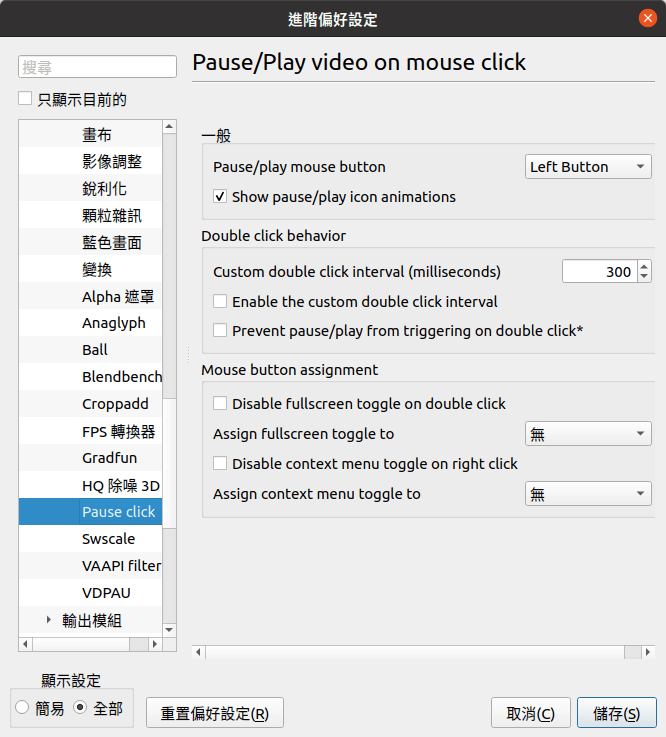 進階偏好設定
搜尋
只顯示目前的
畫布
影像調整
銳利化
顆粒雜訊
藍色畫面
變換
Alpha 遮罩
Anaglyph
Ball
Blendbench
Croppadd
FPS 轉換器
Gradfun
HQ 除噪 3D
Pause click
Swscale
VAAPI filter
VDPAU
輸出模組
Pause/Play video on mouse click
一般
Pause/play mouse button Left Button
Show pause/play icon animations
Double click behavior
Custom double click interval (milliseconds) 300
Enable the custom double click interval
Prevent pause/play from triggering on double click*
Mouse button assignment
Disable fullscreen toggle on double click
Assign fullscreen toggle to 無
Disable context menu toggle on right click
Assign context menu toggle to 無
顯示設定
簡易 全部
重置偏好設定(R)
取消(C)
儲存(S)